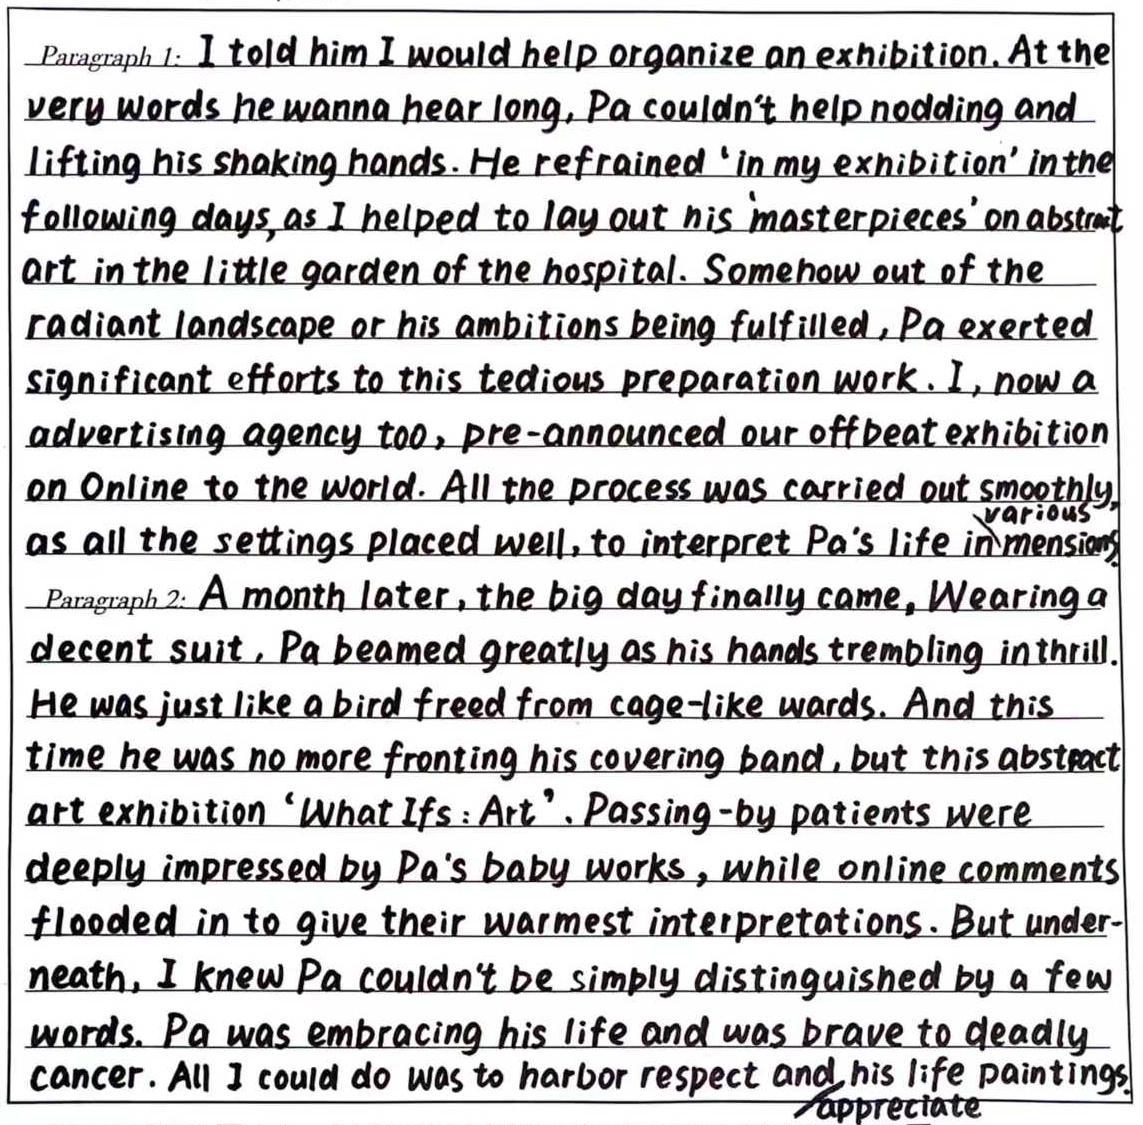 Paragraph 1: I told him I would help organize an exhibition. At the
very words he wanna hear long, Pa couldn't help nodding and
lifting his shaking hands. He refrained 'in my exhibition' in the
following days, as I helped to lay out his 'masterpieces' on abstract
art in the little garden of the hospital. Somehow out of the
radiant landscape or his ambitions being fulfilled, Pa exerted
significant efforts to this tedious preparation work. I, now a
advertising agency too, pre-announced our offbeat exhibition
on Online to the world. All the process was carried out smoothly,
as all the settings placed well, to interpret Pa's life in various mensions.
Paragraph 2: A month later, the big day finally came, Wearing a
decent suit, Pa beamed greatly as his hands trembling in thrill.
He was just like a bird freed from cage-like wards. And this
time he was no more fronting his covering band, but this abstract
art exhibition 'What Ifs: Art'. Passing-by patients were
deeply impressed by Pa's baby works, while online comments
flooded in to give their warmest interpretations. But under-
neath, I knew Pa couldn't be simply distinguished by a few
words. Pa was embracing his life and was brave to deadly
cancer. All I could do was to harbor respect and appreciate his life paintings.